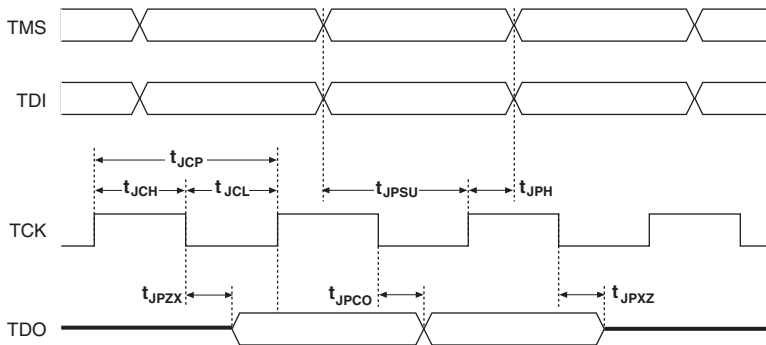 TMS
TDI
tJCP
tJCH
tJCL
tJPSU
tJPH
TCK
tJPZX
tJPCO
tJPXZ
TDO